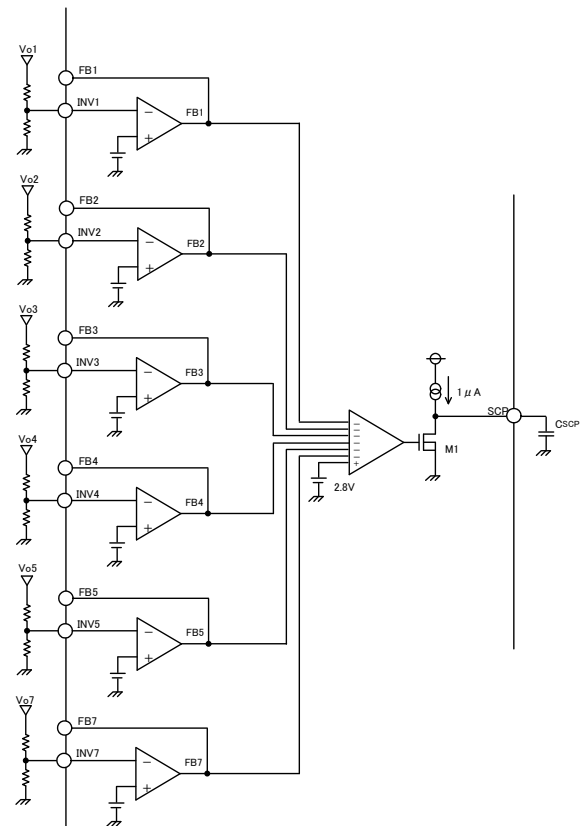 Vo1
FB1
INV1
−
+
FB1
Vo2
FB2
INV2
−
+
FB2
Vo3
FB3
INV3
−
+
FB3
1μA
SCP
CSCP
−
−
−
−
−
−
+
M1
2.8V
Vo4
FB4
INV4
−
+
FB4
Vo5
FB5
INV5
−
+
FB5
Vo7
FB7
INV7
−
+
FB7